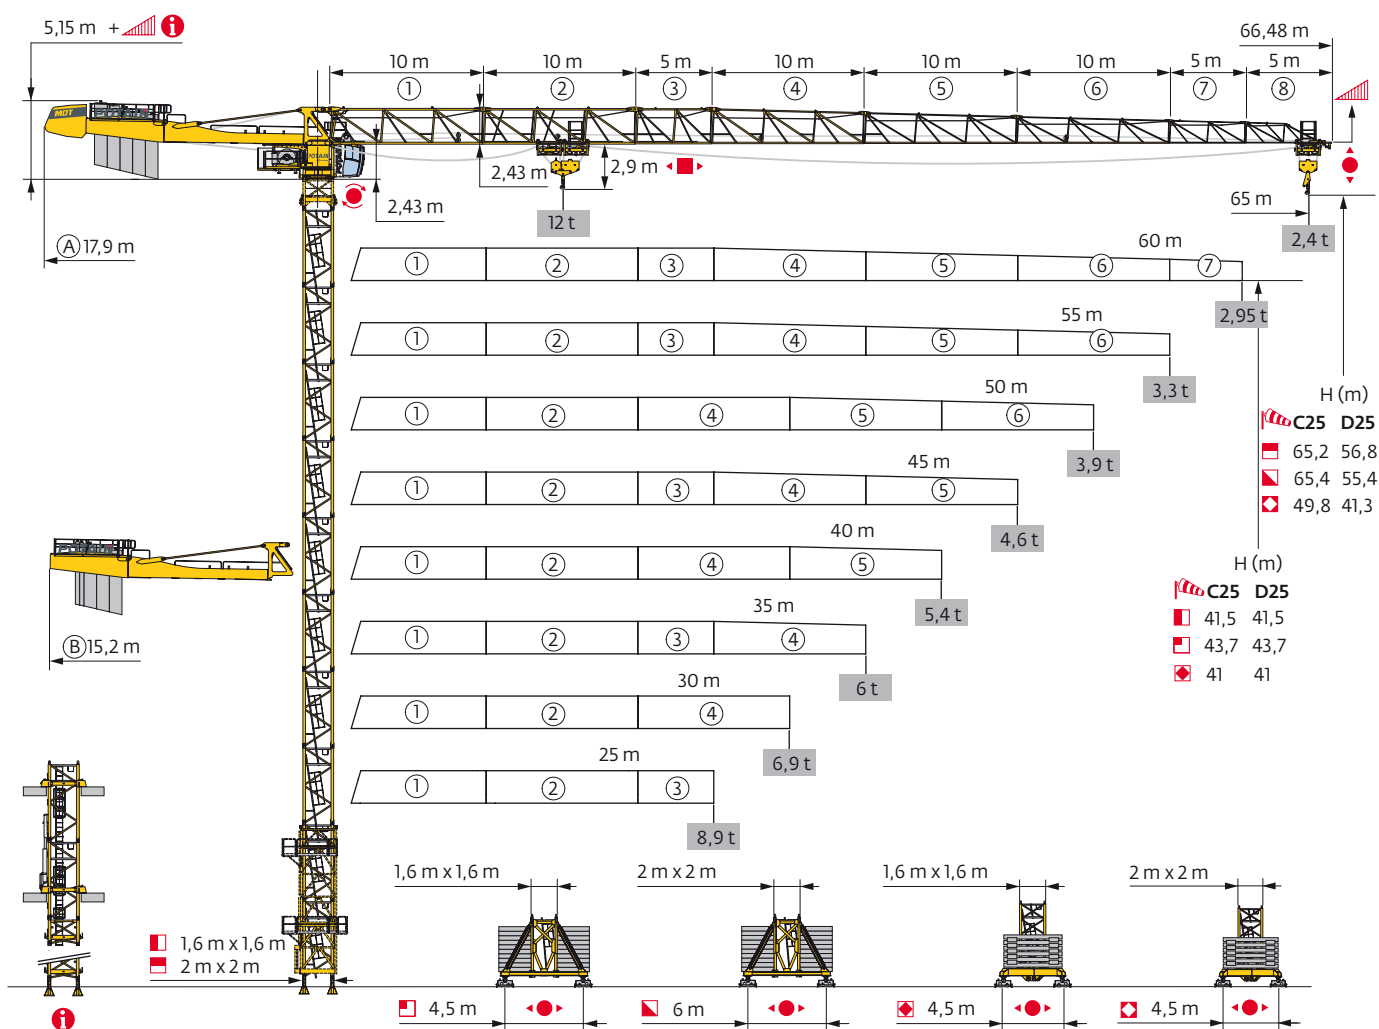 5,15 m +
i
66,48 m
10 m 10 m 5 m 10 m 10 m 10 m 5 m 5 m
1 2 3 4 5 6 7 8
MDT
POTAIN
2,43 m
2,9 m
2,43 m
12 t
65 m
2,4 t
A 17,9 m
60 m
1 2 3 4 5 6 7
2,95 t
55 m
1 2 3 4 5 6
3,3 t
50 m
1 2 4 5 6
3,9 t
H (m)
C25 D25
65,2 56,8
65,4 55,4
49,8 41,3
45 m
1 2 3 4 5
4,6 t
40 m
1 2 4 5
5,4 t
H (m)
C25 D25
41,5 41,5
43,7 43,7
41 41
35 m
1 2 3 4
6 t
B 15,2 m
30 m
1 2 4
6,9 t
25 m
1 2 3
8,9 t
1,6 m x 1,6 m
2 m x 2 m
1,6 m x 1,6 m
2 m x 2 m
1,6 m x 1,6 m
2 m x 2 m
4,5 m
6 m
4,5 m
4,5 m
i